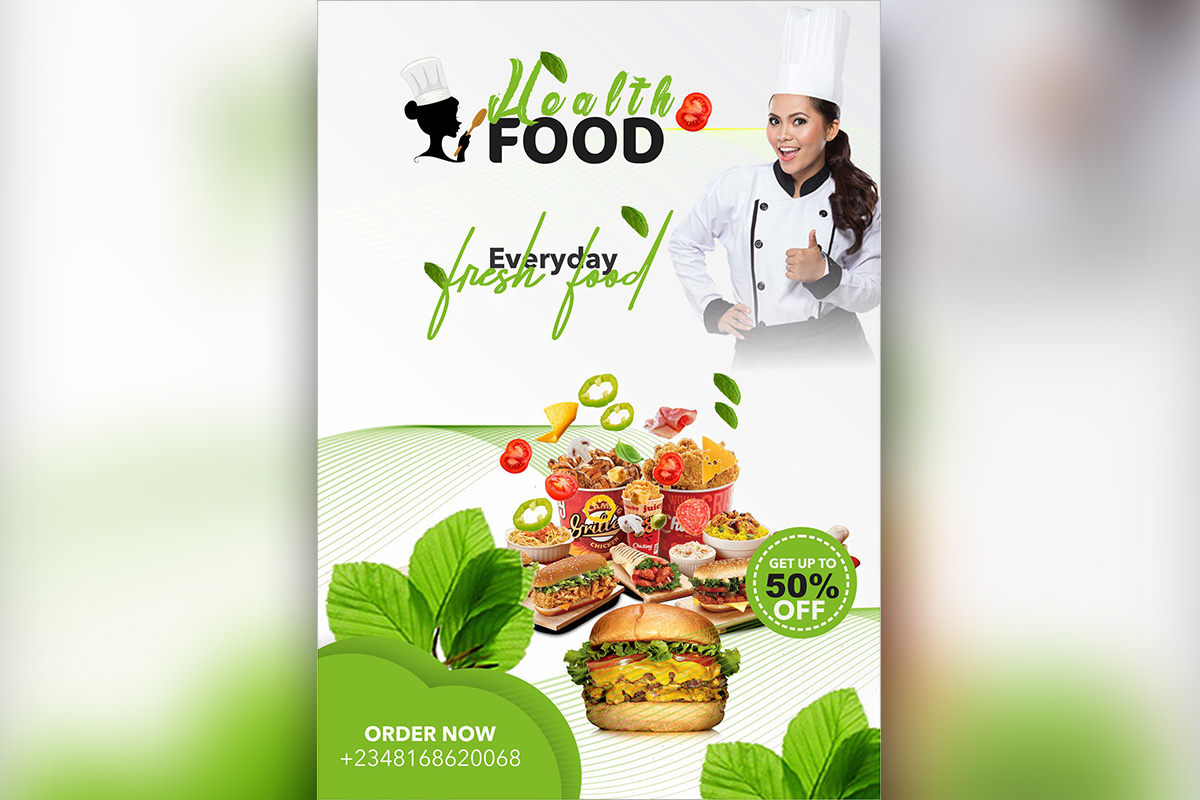 Health
FOOD
Everyday
fresh food
GET UP TO
50%
OFF
ORDER NOW
+2348168620068